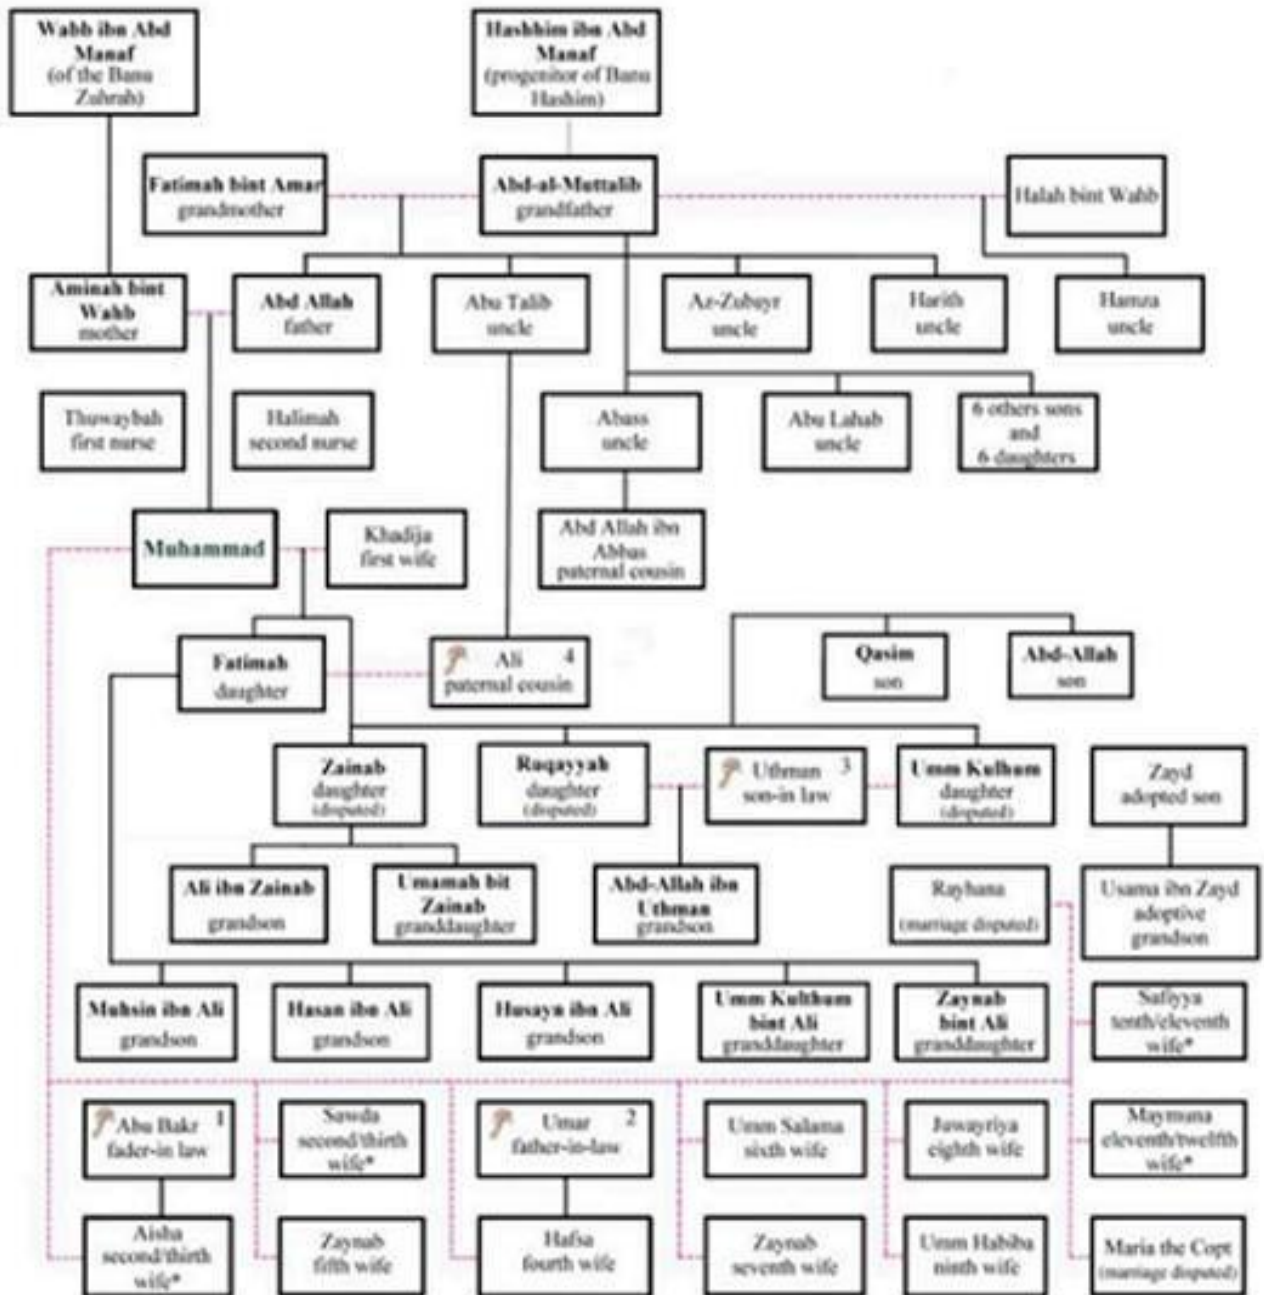 Wahb ibn Abd
Manaf
(of the Banu
Zuhrah)
Hashhim ibn Abd
Manaf
(progenitor of Banu
Hashim)
Fatimah bint Amar
grandmother
Abd-al-Muttalib
grandfather
Halah bint Wahb
Aminah bint
Wahb
mother
Abd Allah
father
Abu Talib
uncle
Az-Zubayr
uncle
Harith
uncle
Hamza
uncle
Thuwaybah
first nurse
Halimah
second nurse
Abass
uncle
Abu Lahab
uncle
6 others sons
and
6 daughters
Muhammad
Khadija
first wife
Abd Allah ibn
Abbas
paternal cousin
Fatimah
daughter
Ali 4
paternal cousin
Qasim
son
Abd-Allah
son
Zainab
daughter
(disputed)
Ruqayyah
daughter
(disputed)
Uthman 3
son-in law
Umm Kulhum
daughter
(disputed)
Zayd
adopted son
Ali ibn Zainab
grandson
Umamah bit
Zainab
granddaughter
Abd-Allah ibn
Uthman
grandson
Rayhana
(marriage disputed)
Usama ibn Zayd
adoptive
grandson
Muhsin ibn Ali
grandson
Hasan ibn Ali
grandson
Husayn ibn Ali
grandson
Umm Kulthum
bint Ali
granddaughter
Zaynab
bint Ali
granddaughter
Safiyya
tenth/eleventh
wife*
Abu Bakr 1
fader-in law
Sawda
second/thirth
wife*
Umar 2
father-in-law
Umm Salama
sixth wife
Juwayriya
eighth wife
Maymuna
eleventh/twelfth
wife*
Aisha
second/thirth
wife*
Zaynab
fifth wife
Hafsa
fourth wife
Zaynab
seventh wife
Umm Habiba
ninth wife
Maria the Copt
(marriage disputed)